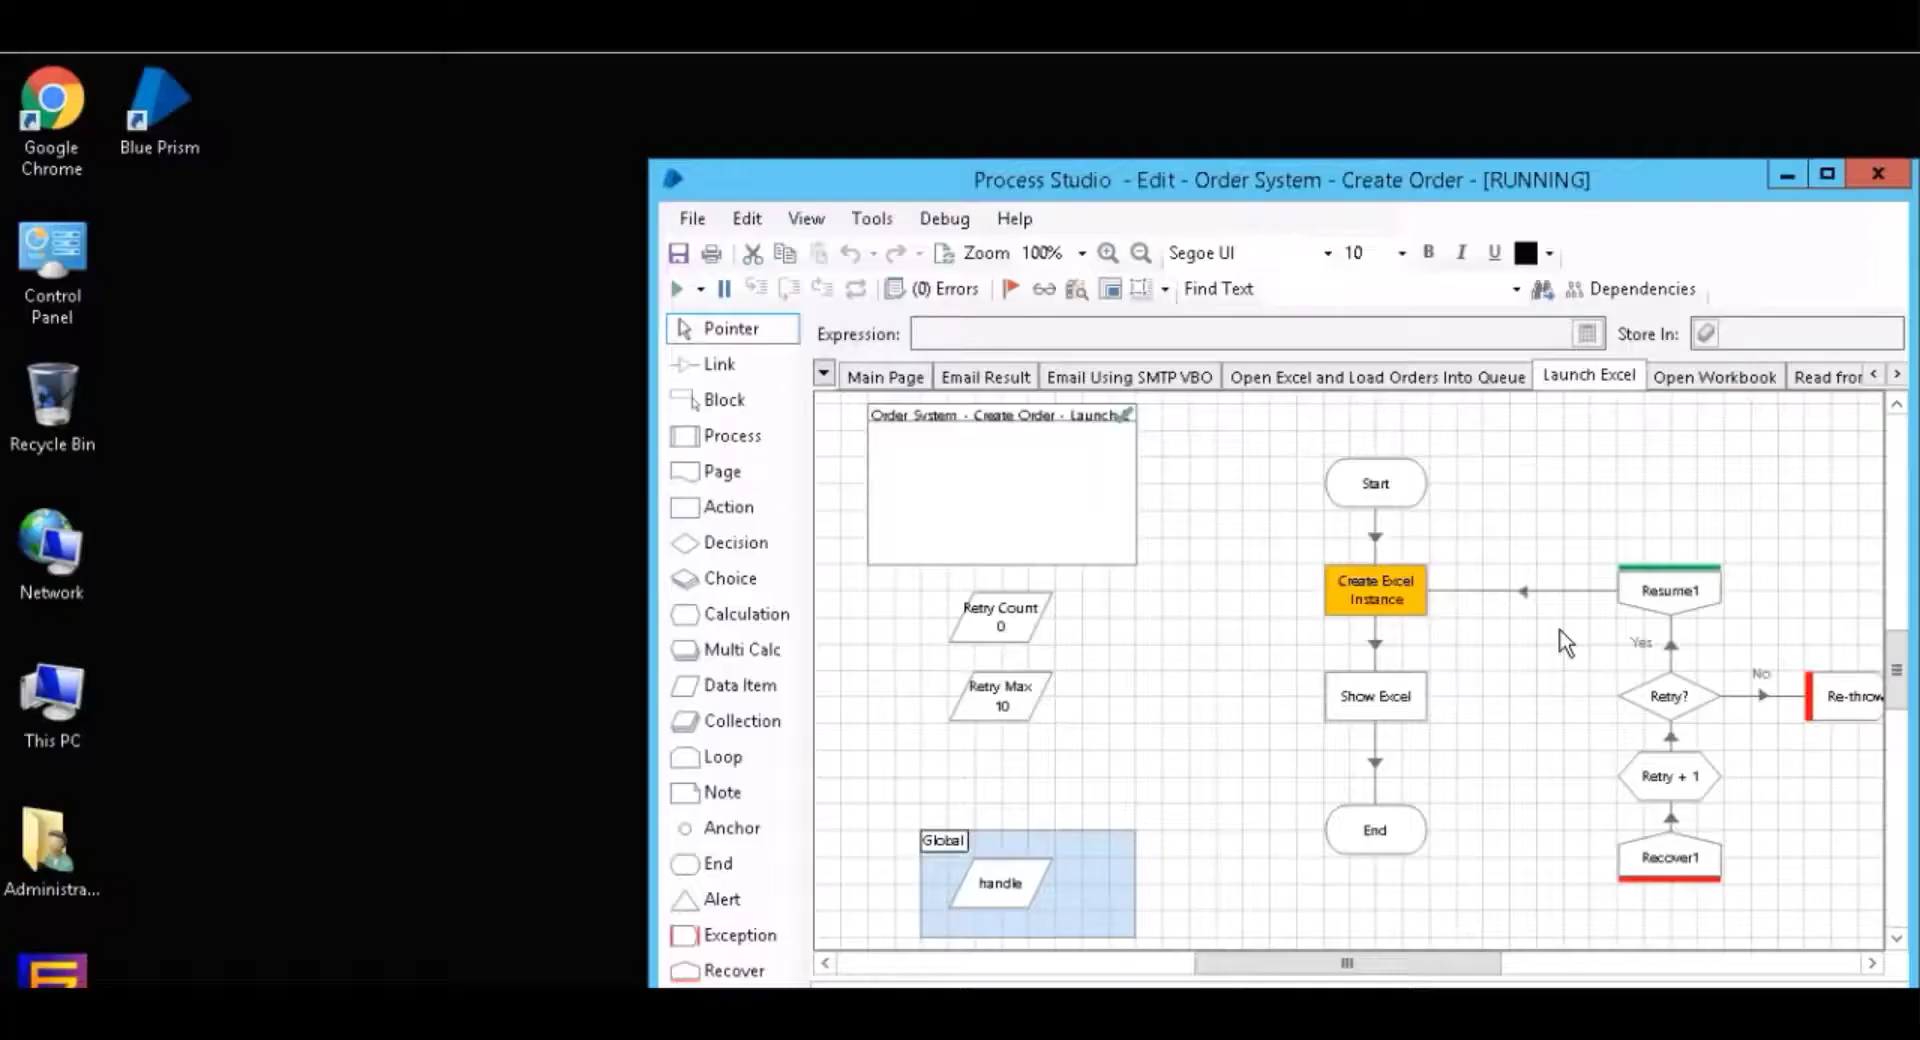 Google
Chrome
Blue Prism
Control
Panel
Recycle Bin
Network
This PC
Administra...
Process Studio - Edit - Order System - Create Order - [RUNNING]
File Edit View Tools Debug Help
Zoom 100% Segoe UI 10 B I U
(0) Errors Find Text Dependencies
Pointer
Link
Block
Process
Page
Action
Decision
Choice
Calculation
Multi Calc
Data Item
Collection
Loop
Note
Anchor
End
Alert
Exception
Recover
Expression: Store In:
Main Page Email Result Email Using SMTP VBO Open Excel and Load Orders Into Queue Launch Excel Open Workbook Read fror
Order System - Create Order - Launch
Retry Count
0
Retry Max
10
Global
handle
Start
Create Excel
Instance
Show Excel
End
Resume1
Yes
Retry?
No
Re-throw
Retry + 1
Recover1